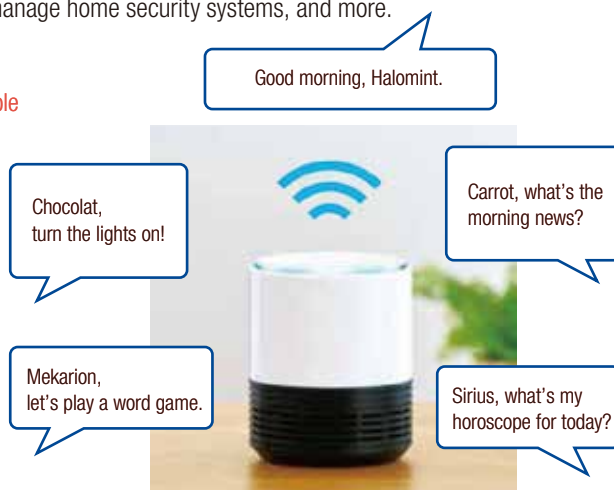 manage home security systems, and more.
Good morning, Halomint.
Chocolat,
turn the lights on!
Carrot, what's the
morning news?
Mekarion,
let's play a word game.
Sirius, what's my
horoscope for today?